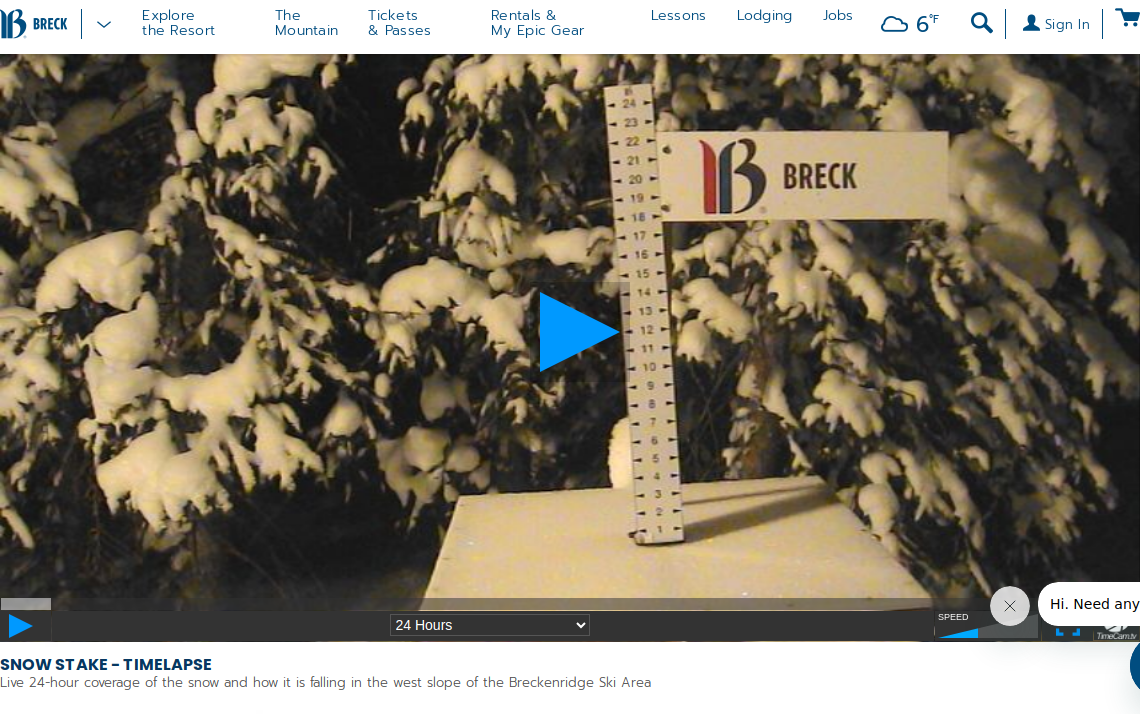 BRECK
Explore
the Resort
The
Mountain
Tickets
& Passes
Rentals &
My Epic Gear
Lessons
Lodging
Jobs
6°F
Sign In
24
23
22
21
20
19
18
17
16
15
14
13
12
11
10
9
8
7
6
5
4
3
2
1
B BRECK
24 Hours
SPEED
Hi. Need any
TimeCam.tv
SNOW STAKE - TIMELAPSE
Live 24-hour coverage of the snow and how it is falling in the west slope of the Breckenridge Ski Area